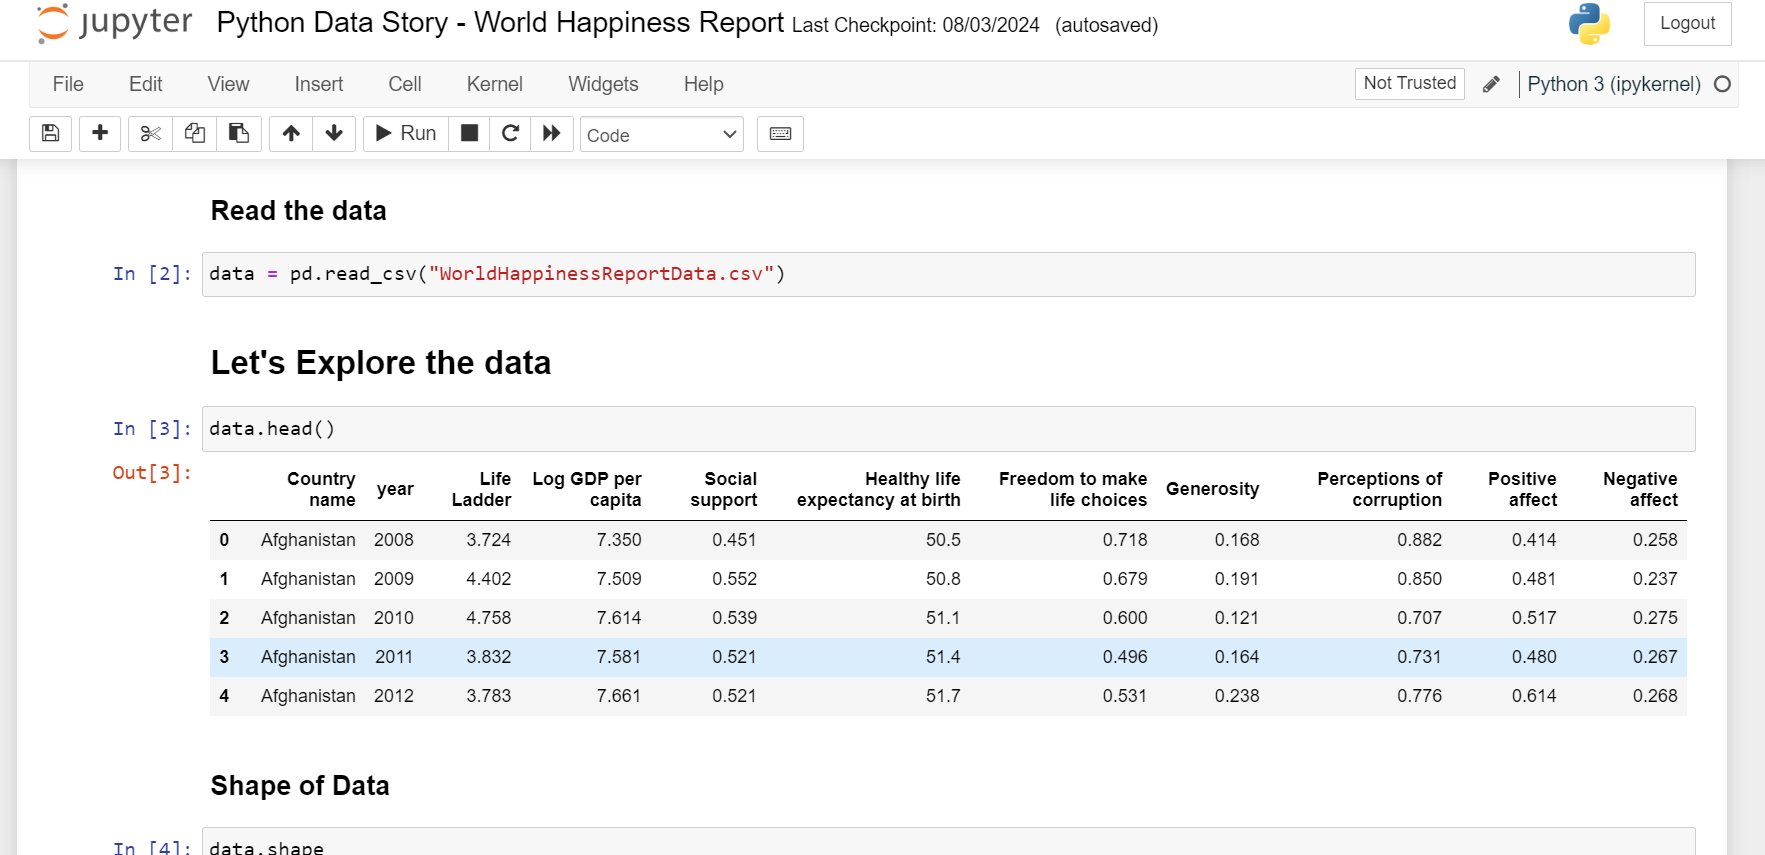 jupyter Python Data Story - World Happiness Report Last Checkpoint: 08/03/2024 (autosaved) Logout
File Edit View Insert Cell Kernel Widgets Help Not Trusted Python 3 (ipykernel)
Run Code
Read the data
In [2]: data = pd.read_csv("WorldHappinessReportData.csv")
Let's Explore the data
In [3]: data.head()
Out[3]:
Country name year Life Ladder Log GDP per capita Social support Healthy life expectancy at birth Freedom to make life choices Generosity Perceptions of corruption Positive affect Negative affect
0 Afghanistan 2008 3.724 7.350 0.451 50.5 0.718 0.168 0.882 0.414 0.258
1 Afghanistan 2009 4.402 7.509 0.552 50.8 0.679 0.191 0.850 0.481 0.237
2 Afghanistan 2010 4.758 7.614 0.539 51.1 0.600 0.121 0.707 0.517 0.275
3 Afghanistan 2011 3.832 7.581 0.521 51.4 0.496 0.164 0.731 0.480 0.267
4 Afghanistan 2012 3.783 7.661 0.521 51.7 0.531 0.238 0.776 0.614 0.268
Shape of Data
In [4]: data.shape